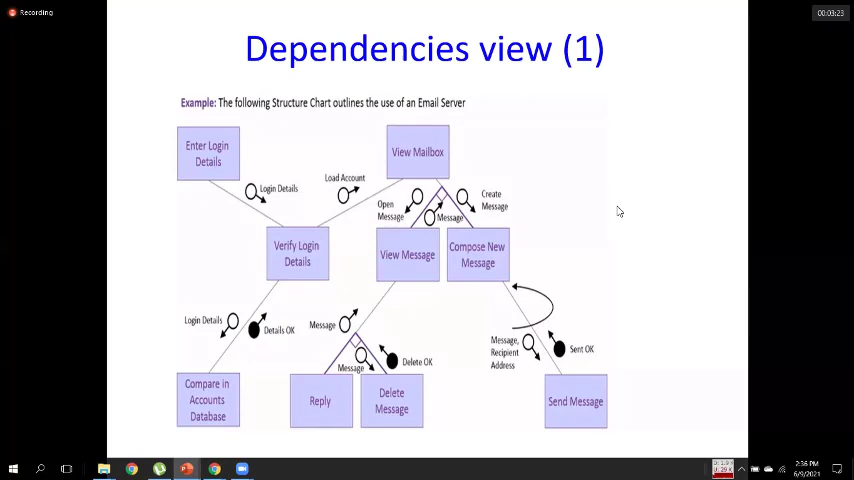 Recording
00:03:23
Dependencies view (1)
Example: The following Structure Chart outlines the use of an Email Server
Enter Login
Details
View Mailbox
Login Details
Load Account
Open
Message
Message
Create
Message
Verify Login
Details
View Message
Compose New
Message
Login Details
Details OK
Message
Message
Delete OK
Message,
Recipient
Address
Sent OK
Compare in
Accounts
Database
Reply
Delete
Message
Send Message
2:36 PM
6/9/2021